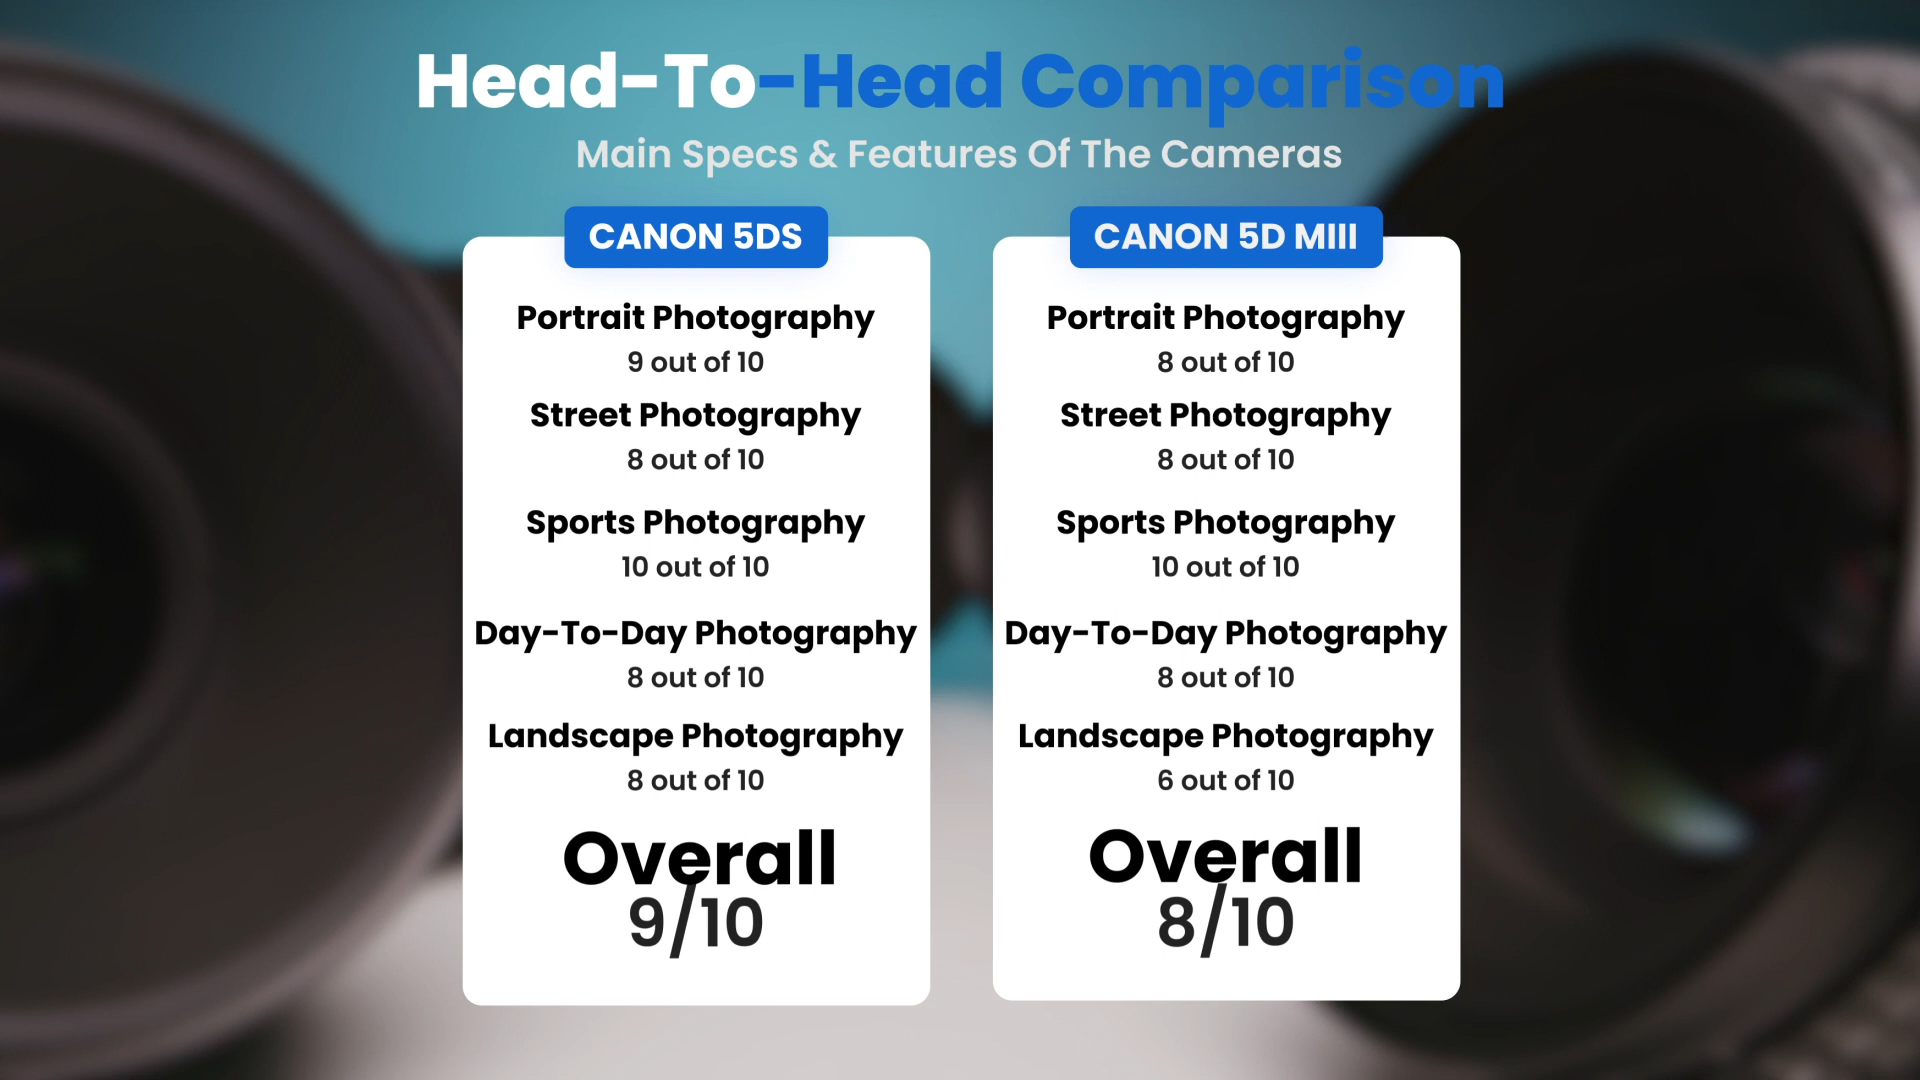 Head-To-Head Comparison
Main Specs & Features Of The Cameras
CANON 5DS
Portrait Photography
9 out of 10
Street Photography
8 out of 10
Sports Photography
10 out of 10
Day-To-Day Photography
8 out of 10
Landscape Photography
8 out of 10
Overall
9/10
CANON 5D MIII
Portrait Photography
8 out of 10
Street Photography
8 out of 10
Sports Photography
10 out of 10
Day-To-Day Photography
8 out of 10
Landscape Photography
6 out of 10
Overall
8/10